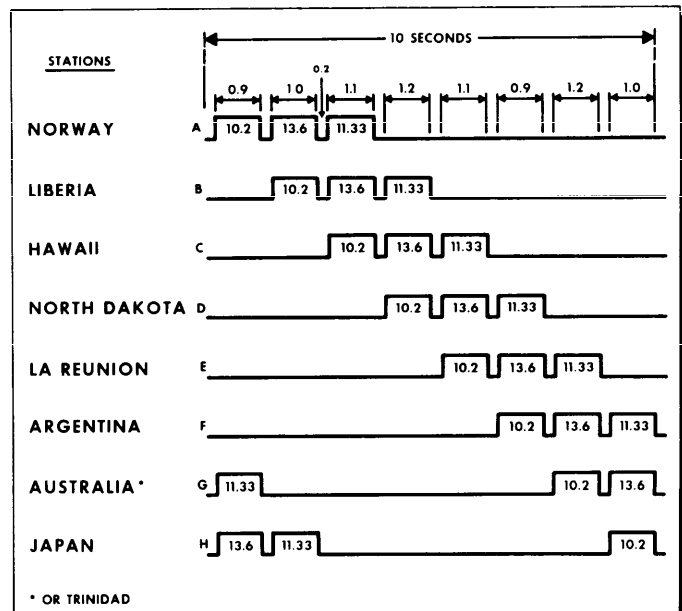 10 SECONDS
STATIONS
0.2
0.9 1 0 1.1 1.2 1.1 0.9 1.2 1.0
NORWAY A 10.2 13.6 11.33
LIBERIA B 10.2 13.6 11.33
HAWAII C 10.2 13.6 11.33
NORTH DAKOTA D 10.2 13.6 11.33
LA REUNION E 10.2 13.6 11.33
ARGENTINA F 10.2 13.6 11.33
AUSTRALIA* G 11.33 10.2 13.6
JAPAN H 13.6 11.33 10.2
* OR TRINIDAD